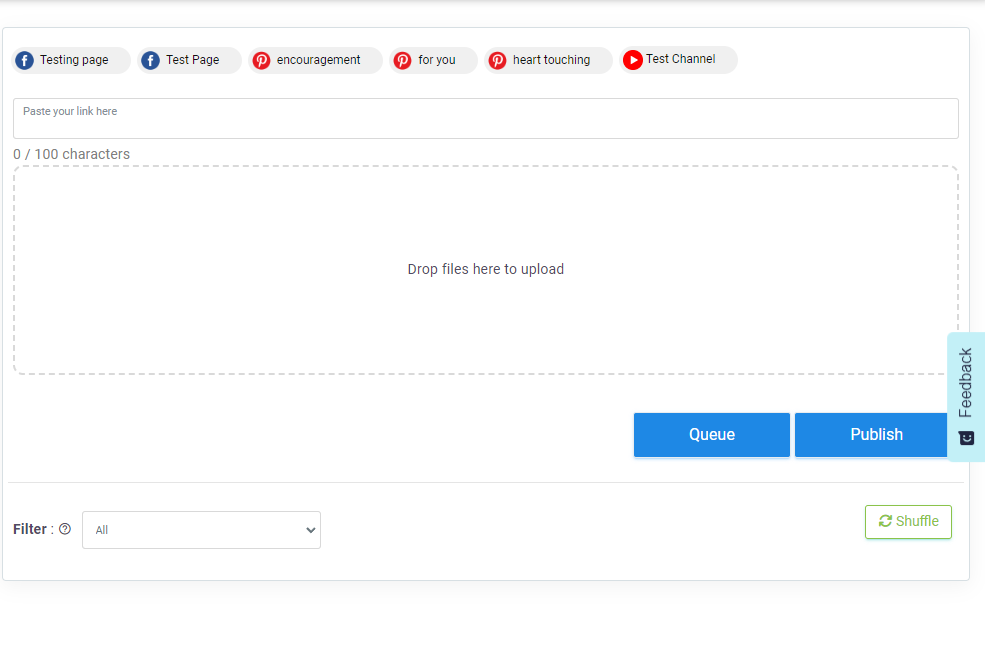 Testing page Test Page encouragement for you heart touching Test Channel
Paste your link here
0 / 100 characters
Drop files here to upload
Feedback
Queue Publish
Filter : All Shuffle